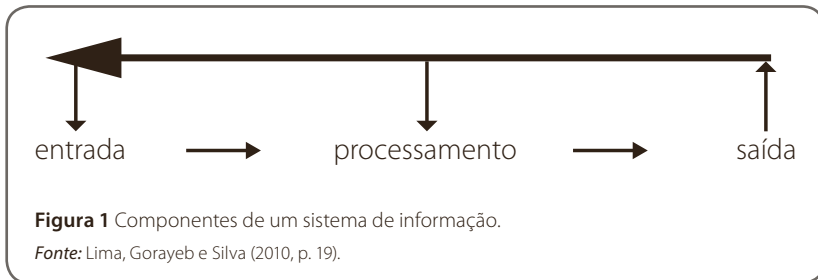 entrada processamento saída
Figura 1 Componentes de um sistema de informação.
Fonte: Lima, Gorayeb e Silva (2010, p. 19).